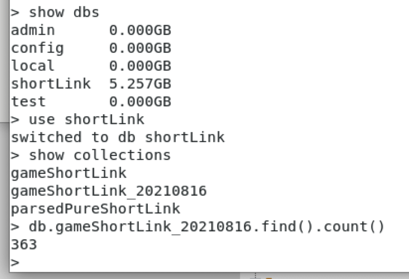 > show dbs
admin      0.000GB
config     0.000GB
local      0.000GB
shortLink  5.257GB
test       0.000GB
> use shortLink
switched to db shortLink
> show collections
gameShortLink
gameShortLink_20210816
parsedPureShortLink
> db.gameShortLink_20210816.find().count()
363
>